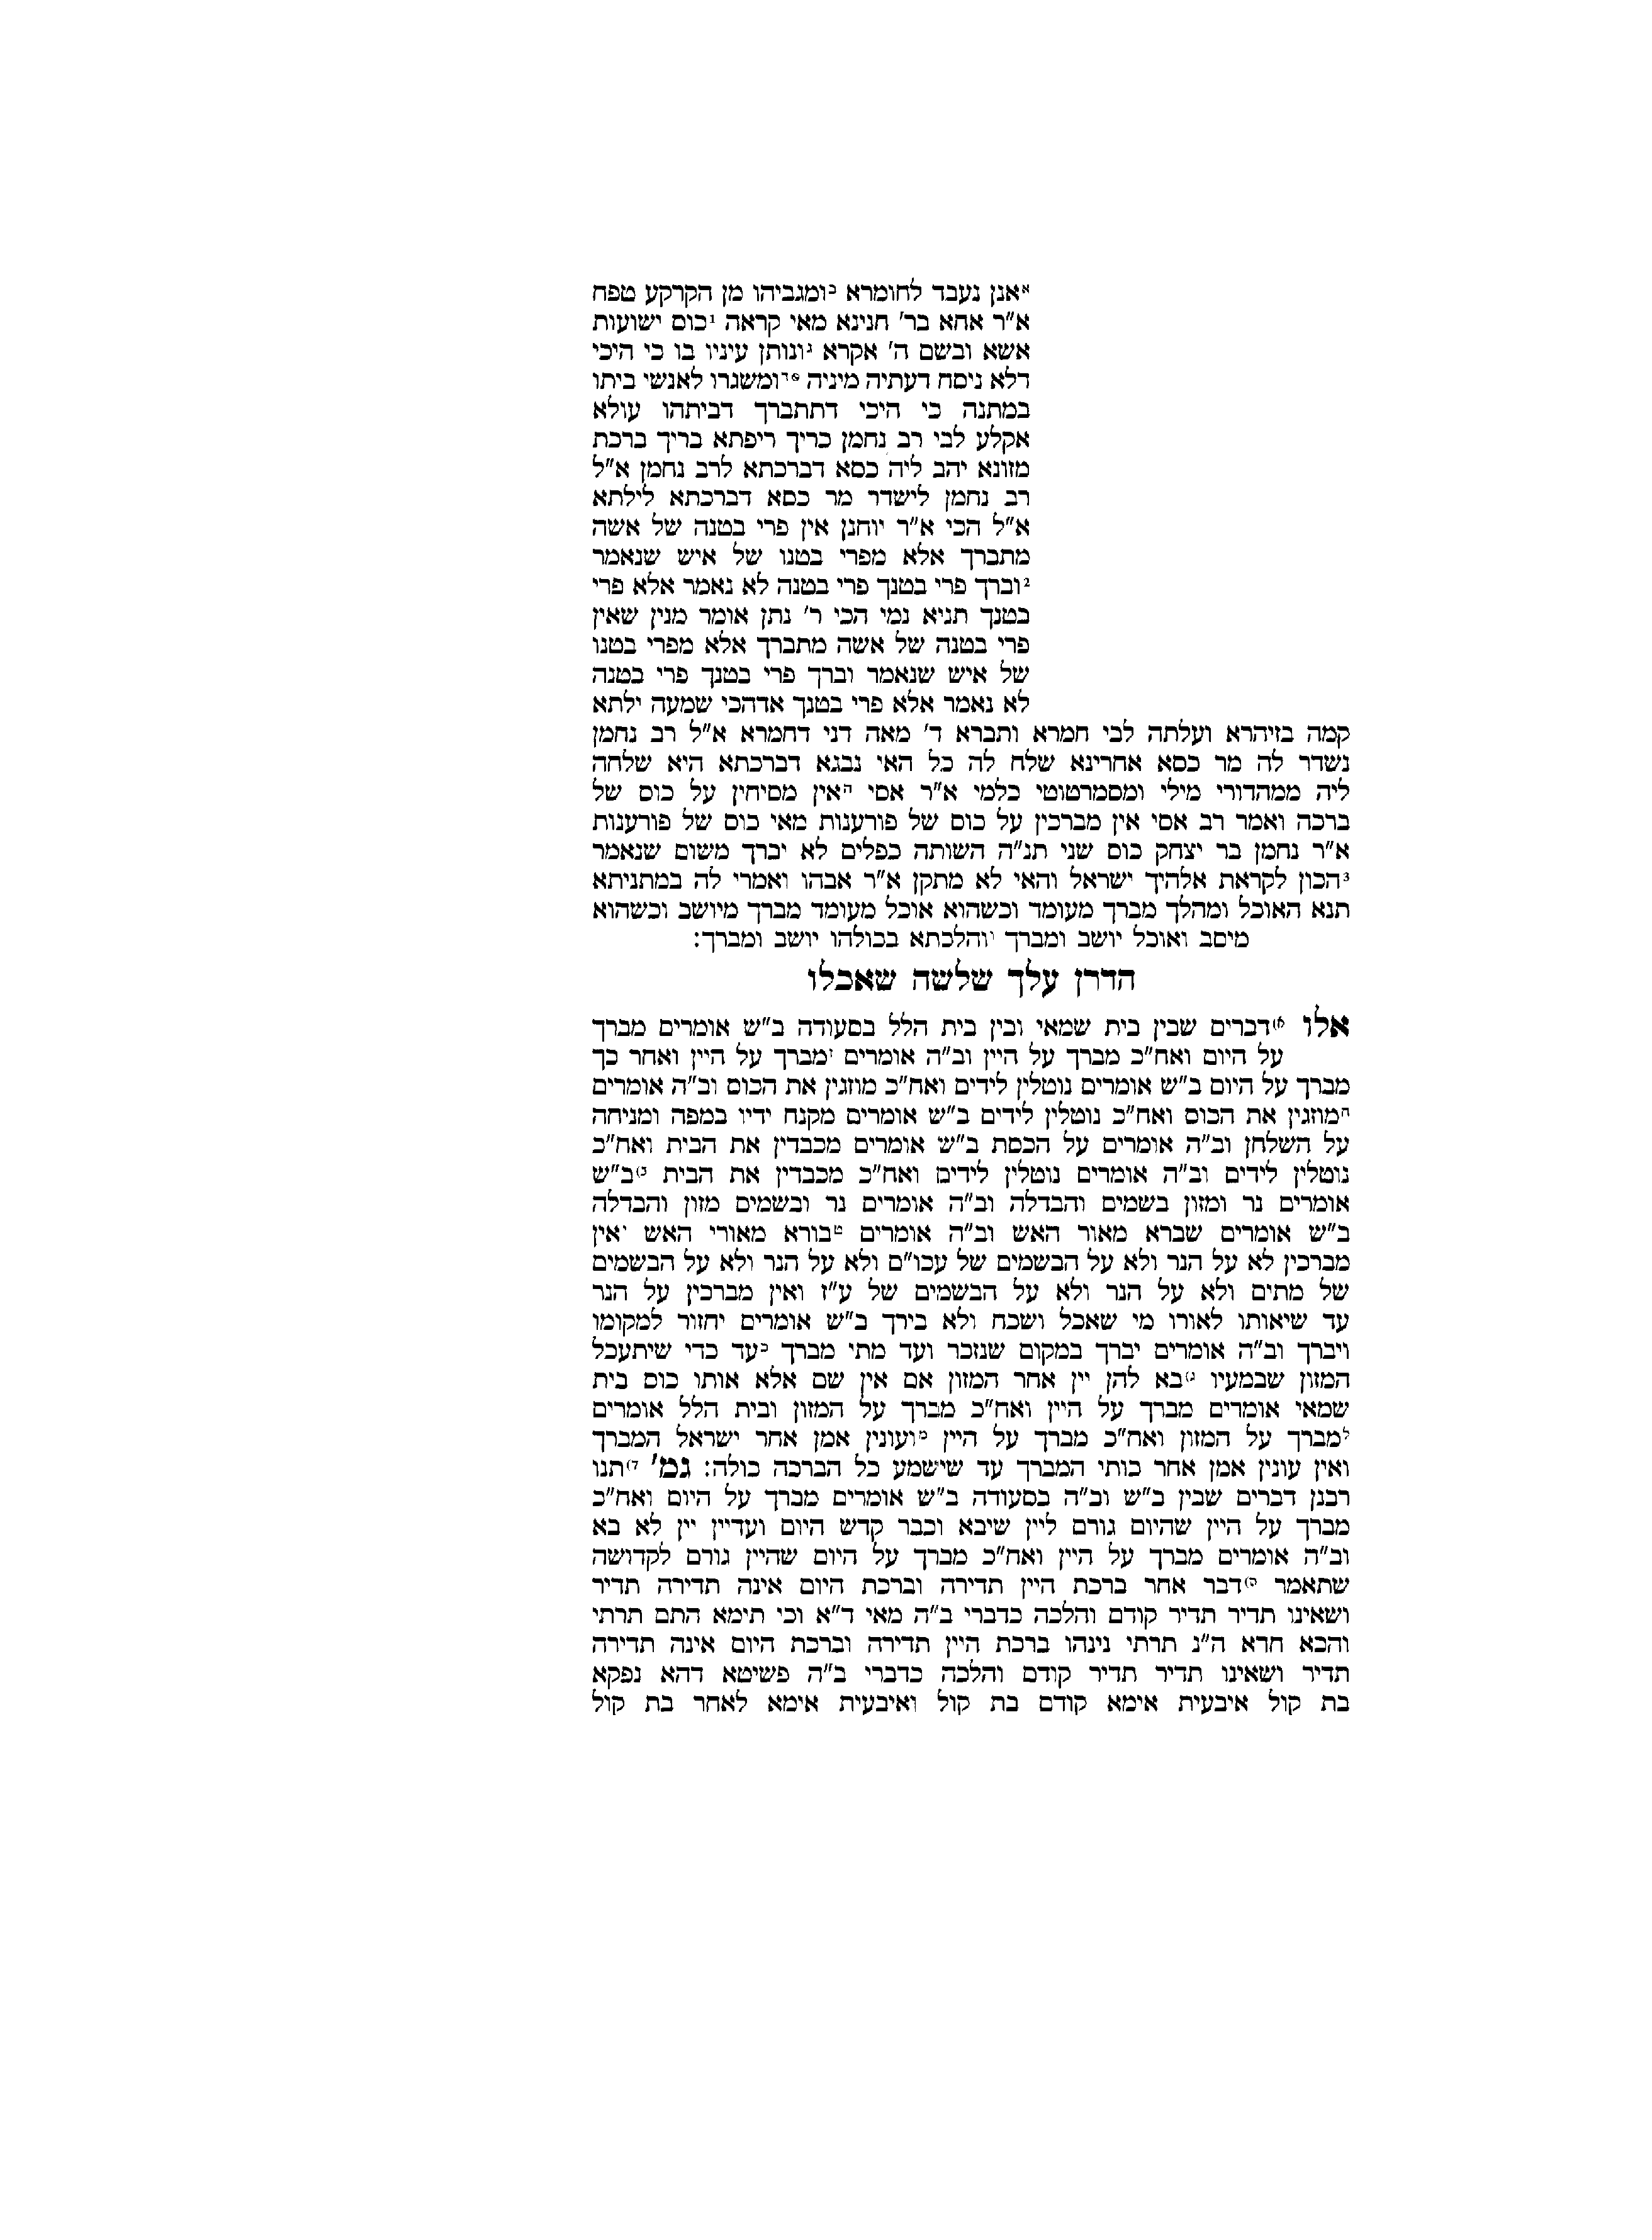 אאנן נעבד לחומרא בומגביהו מן הקרקע טפח
א"ר אחא בר' חנינא מאי קראה 1כוס ישועות
אשא ובשם ה' אקרא גונותן עיניו בו כי היכי
דלא ניסח דעתיה מיניה דומשגרו לאנשי ביתו
במתנה כי היכי דתתברך דביתהו עולא
אקלע לבי רב נחמן כריך ריפתא בריך ברכת
מזונא יהב ליה כסא דברכתא לרב נחמן א"ל
רב נחמן לישדר מר כסא דברכתא לילתא
א"ל הכי א"ר יוחנן אין פרי בטנה של אשה
מתברך אלא מפרי בטנו של איש שנאמר
2וברך פרי בטנך פרי בטנה לא נאמר אלא פרי
בטנך תניא נמי הכי ר' נתן אומר מנין שאין
פרי בטנה של אשה מתברך אלא מפרי בטנו
של איש שנאמר וברך פרי בטנך פרי בטנה
לא נאמר אלא פרי בטנך אדהכי שמעה ילתא
קמה בזיהרא ועלתה לבי חמרא ותברא ד' מאה דני דחמרא א"ל רב נחמן
נשדר לה מר כסא אחרינא שלח לה כל האי נבגא דברכתא היא שלחה
ליה ממהדורי מילי ומסמרטוטי כלמי א"ר אסי האין מסיחין על כוס של
ברכה ואמר רב אסי אין מברכין על כוס של פורענות מאי כוס של פורענות
א"ר נחמן בר יצחק כוס שני תנ"ה השותה כפלים לא יברך משום שנאמר
3הכון לקראת אלהיך ישראל והאי לא מתקן א"ר אבהו ואמרי לה במתניתא
תנא האוכל ומהלך מברך מעומד וכשהוא אוכל מעומד מברך מיושב וכשהוא
מיסב ואוכל יושב ומברך ווהלכתא בכולהו יושב ומברך:
הדרן עלך שלשה שאכלו
אלו א)דברים שבין בית שמאי ובין בית הלל בסעודה ב"ש אומרים מברך
על היום ואח"כ מברך על היין וב"ה אומרים זמברך על היין ואחר כך
מברך על היום ב"ש אומרים נוטלין לידים ואח"כ מוזגין את הכוס וב"ה אומרים
חמוזגין את הכוס ואח"כ נוטלין לידים ב"ש אומרים מקנח ידיו במפה ומניחה
על השלחן וב"ה אומרים על הכסת ב"ש אומרים מכבדין את הבית ואח"כ
נוטלין לידים וב"ה אומרים נוטלין לידים ואח"כ מכבדין את הבית ב)ב"ש
אומרים נר ומזון בשמים והבדלה וב"ה אומרים נר ובשמים מזון והבדלה
ב"ש אומרים שברא מאור האש וב"ה אומרים טבורא מאורי האש יאין
מברכין לא על הנר ולא על הבשמים של עכו"ם ולא על הנר ולא על הבשמים
של מתים ולא על הנר ולא על הבשמים של ע"ז ואין מברכין על הנר
עד שיאותו לאורו מי שאכל ושכח ולא בירך ב"ש אומרים יחזור למקומו
ויברך וב"ה אומרים יברך במקום שנזכר ועד מתי מברך כעד כדי שיתעכל
המזון שבמעיו ג)בא להן יין אחר המזון אם אין שם אלא אותו כוס בית
שמאי אומרים מברך על היין ואח"כ מברך על המזון ובית הלל אומרים
למברך על המזון ואח"כ מברך על היין מועונין אמן אחר ישראל המברך
ואין עונין אמן אחר כותי המברך עד שישמע כל הברכה כולה: גמ' ד)תנו
רבנן דברים שבין ב"ש וב"ה בסעודה ב"ש אומרים מברך על היום ואח"כ
מברך על היין שהיום גורם ליין שיבא וכבר קדש היום ועדיין יין לא בא
וב"ה אומרים מברך על היין ואח"כ מברך על היום שהיין גורם לקדושה
שתאמר ה)דבר אחר ברכת היין תדירה וברכת היום אינה תדירה תדיר
ושאינו תדיר תדיר קודם והלכה כדברי ב"ה מאי ד"א וכי תימא התם תרתי
והכא חדא ה"נ תרתי נינהו ברכת היין תדירה וברכת היום אינה תדירה
תדיר ושאינו תדיר תדיר קודם והלכה כדברי ב"ה פשיטא דהא נפקא
בת קול איבעית אימא קודם בת קול ואיבעית אימא לאחר בת קול